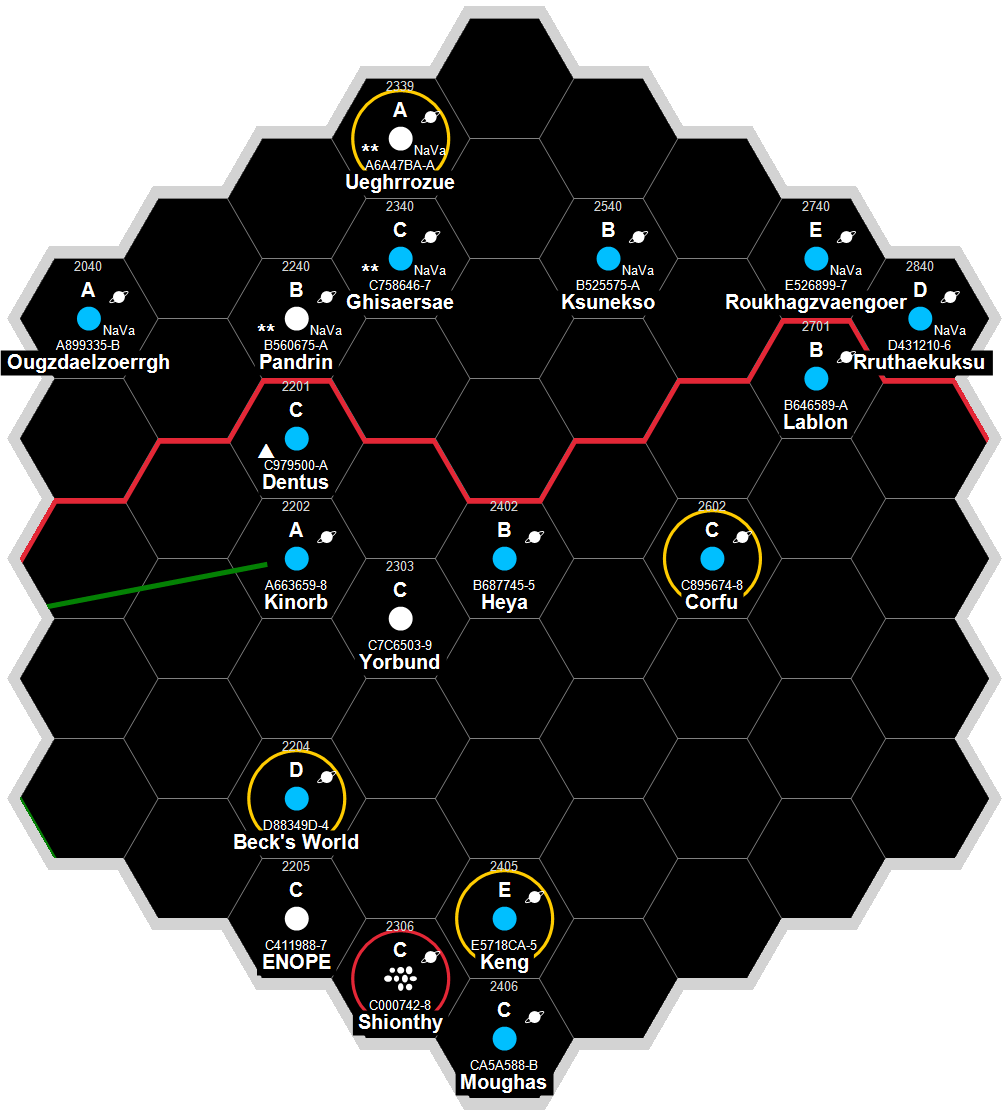 2339
A
** NaVa
A6A47BA-A
Ueghrrozue
2340
C
** NaVa
C758646-7
Ghisaersae
2540
B
NaVa
B525575-A
Ksunekso
2740
E
NaVa
E526899-7
Roukhagzvaengoer
2040
A
NaVa
A899335-B
Ougzdaelzoerrgh
2240
B
** NaVa
B560675-A
Pandrin
2840
D
NaVa
D431210-6
Rruthaekuksu
2701
B
B646589-A
Lablon
2201
C
C979500-A
Dentus
2202
A
A663659-8
Kinorb
2402
B
B687745-5
Heya
2602
C
C895674-8
Corfu
2303
C
C7C6503-9
Yorbund
2204
D
D88349D-4
Beck's World
2205
C
C411988-7
ENOPE
2405
E
E5718CA-5
Keng
2306
C
C000742-8
Shionthy
2406
C
CA5A588-B
Moughas